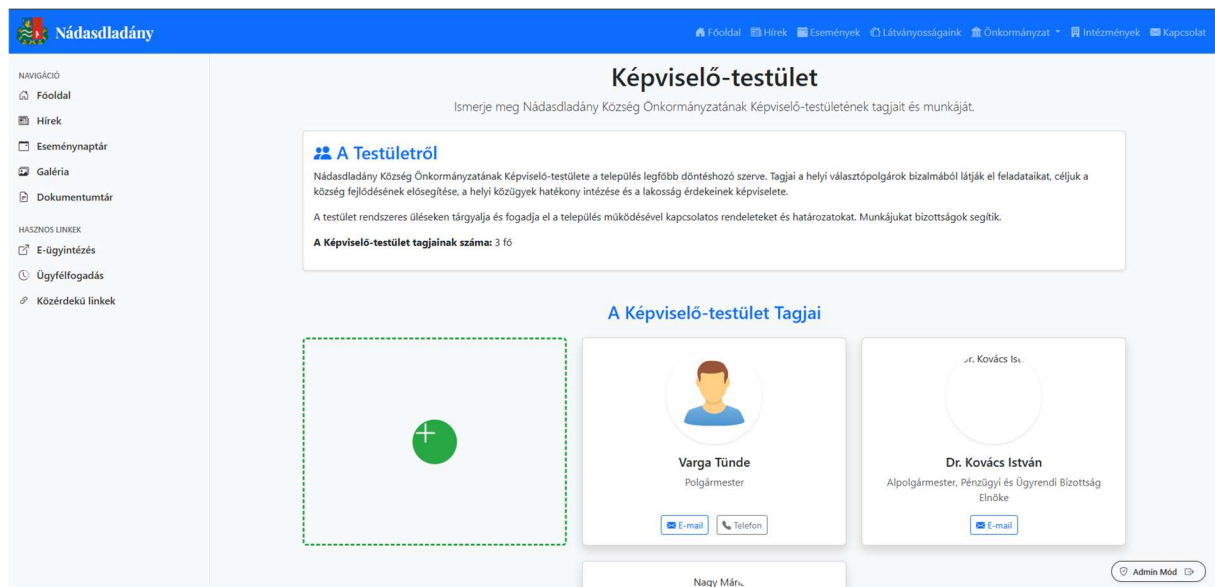 Nádasdladány
Főoldal Hírek Események Látványosságaink Önkormányzat Intézmények Kapcsolat
NAVIGÁCIÓ
Főoldal
Hírek
Eseménynaptár
Galéria
Dokumentumtár
HASZNOS LINKEK
E-ügyintézés
Ügyfélfogadás
Közérdekű linkek
Képviselő-testület
Ismerje meg Nádasdladány Község Önkormányzatának Képviselő-testületének tagjait és munkáját.
A Testületről
Nádasdladány Község Önkormányzatának Képviselő-testülete a település legfőbb döntéshozó szerve. Tagjai a helyi választópolgárok bizalmából látják el feladataikat, céljuk a
község fejlődésének elősegítése, a helyi közügyek hatékony intézése és a lakosság érdekeinek képviselete.
A testület rendszeres üléseken tárgyalja és fogadja el a település működésével kapcsolatos rendeleteket és határozatokat. Munkájukat bizottságok segítik.
A Képviselő-testület tagjainak száma: 3 fő
A Képviselő-testület Tagjai
Varga Tünde
Polgármester
E-mail Telefon
Kovács
Dr. Kovács István
Alpolgármester, Pénzügyi és Ügyrendi Bizottság
Elnöke
E-mail
Nagy
Admin Mód